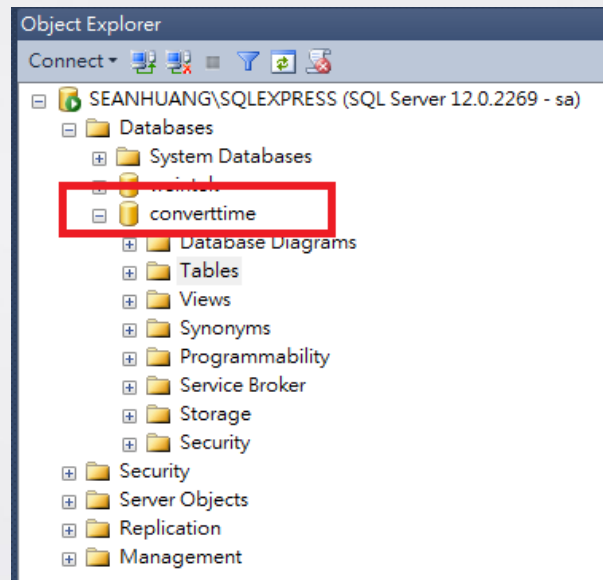 Object Explorer
Connect
SEANHUANG\SQLEXPRESS (SQL Server 12.0.2269 - sa)
Databases
System Databases
converttime
Database Diagrams
Tables
Views
Synonyms
Programmability
Service Broker
Storage
Security
Security
Server Objects
Replication
Management